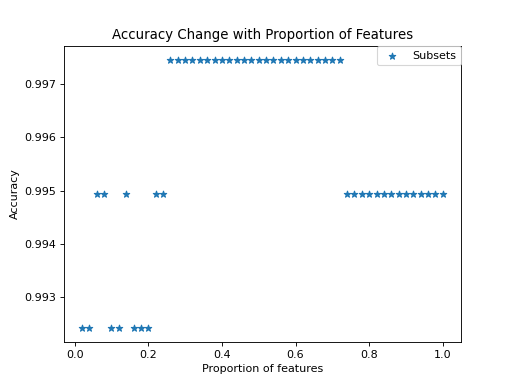 Accuracy Change with Proportion of Features
Subsets
0.997
0.996
0.995
0.994
0.993
Accuracy
0.0 0.2 0.4 0.6 0.8 1.0
Proportion of features